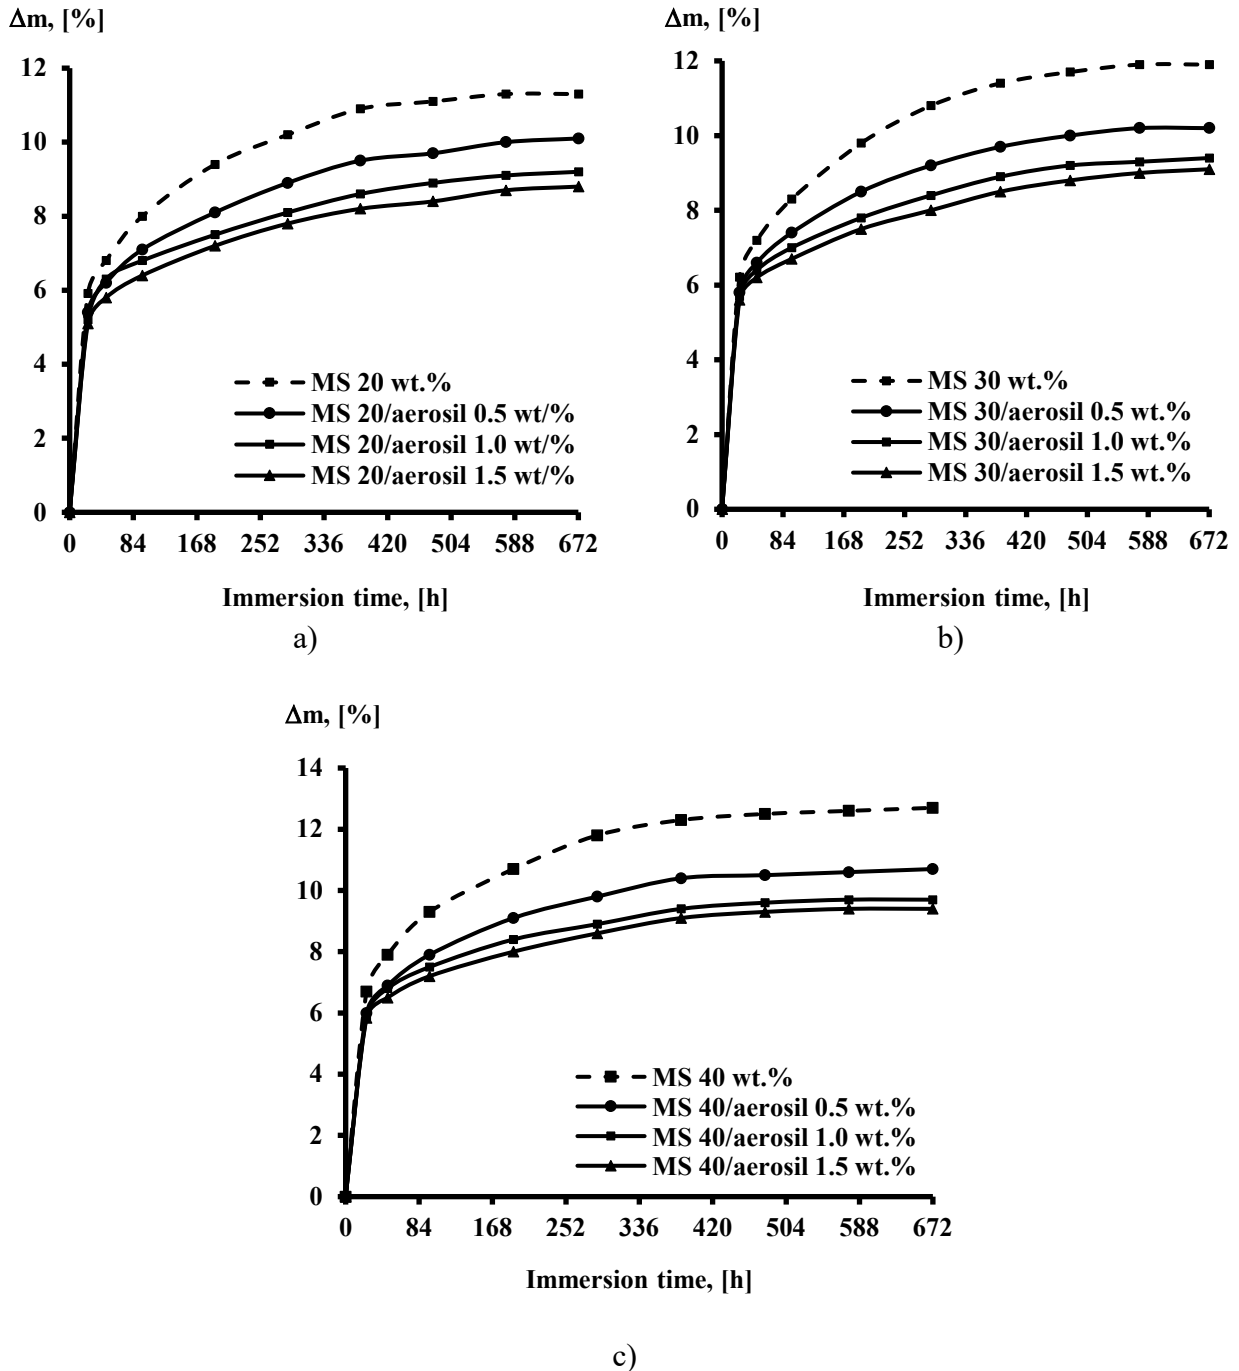 Δm, [%]
12
10
8
6
4
2
0
MS 20 wt.%
MS 20/aerosil 0.5 wt/%
MS 20/aerosil 1.0 wt/%
MS 20/aerosil 1.5 wt/%
0 84 168 252 336 420 504 588 672
Immersion time, [h]
a)
Δm, [%]
12
10
8
6
4
2
0
MS 30 wt.%
MS 30/aerosil 0.5 wt.%
MS 30/aerosil 1.0 wt.%
MS 30/aerosil 1.5 wt.%
0 84 168 252 336 420 504 588 672
Immersion time, [h]
b)
Δm, [%]
14
12
10
8
6
4
2
0
MS 40 wt.%
MS 40/aerosil 0.5 wt.%
MS 40/aerosil 1.0 wt.%
MS 40/aerosil 1.5 wt.%
0 84 168 252 336 420 504 588 672
Immersion time, [h]
c)